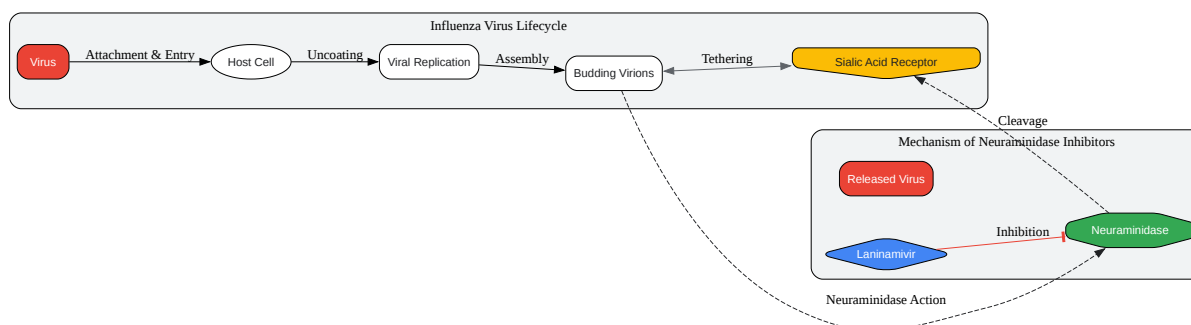 Influenza Virus Lifecycle
Virus
Attachment & Entry
Host Cell
Uncoating
Viral Replication
Assembly
Budding Virions
Tethering
Sialic Acid Receptor
Cleavage
Mechanism of Neuraminidase Inhibitors
Released Virus
Laninamivir
Inhibition
Neuraminidase
Neuraminidase Action